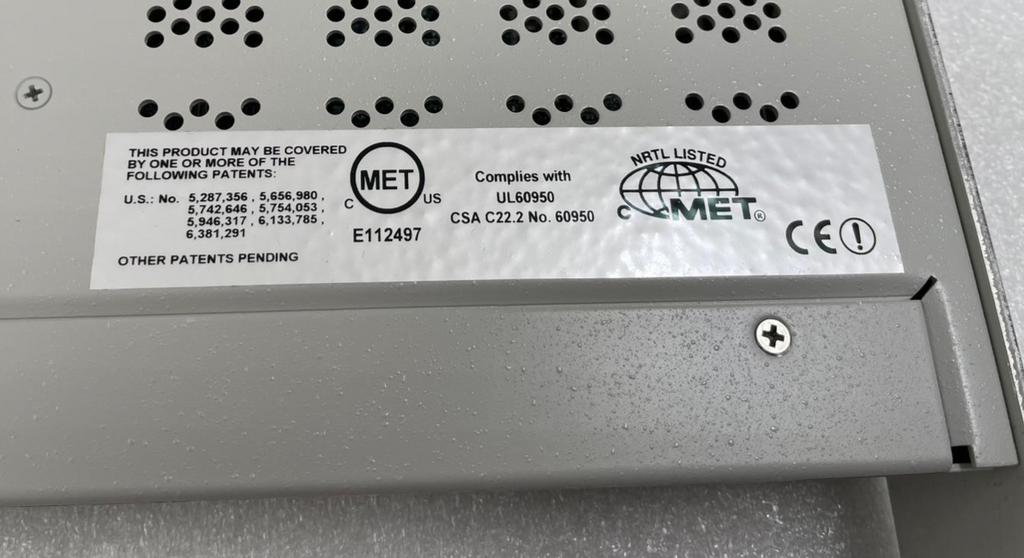 THIS PRODUCT MAY BE COVERED
BY ONE OR MORE OF THE
FOLLOWING PATENTS:
U.S.: No. 5,287,356 , 5,656,980 ,
5,742,646 , 5,754,053 ,
5,946,317 , 6,133,785 ,
6,381,291
OTHER PATENTS PENDING
MET
C US
E112497
Complies with
UL60950
CSA C22.2 No. 60950
NRTL LISTED
C MET®
CE !